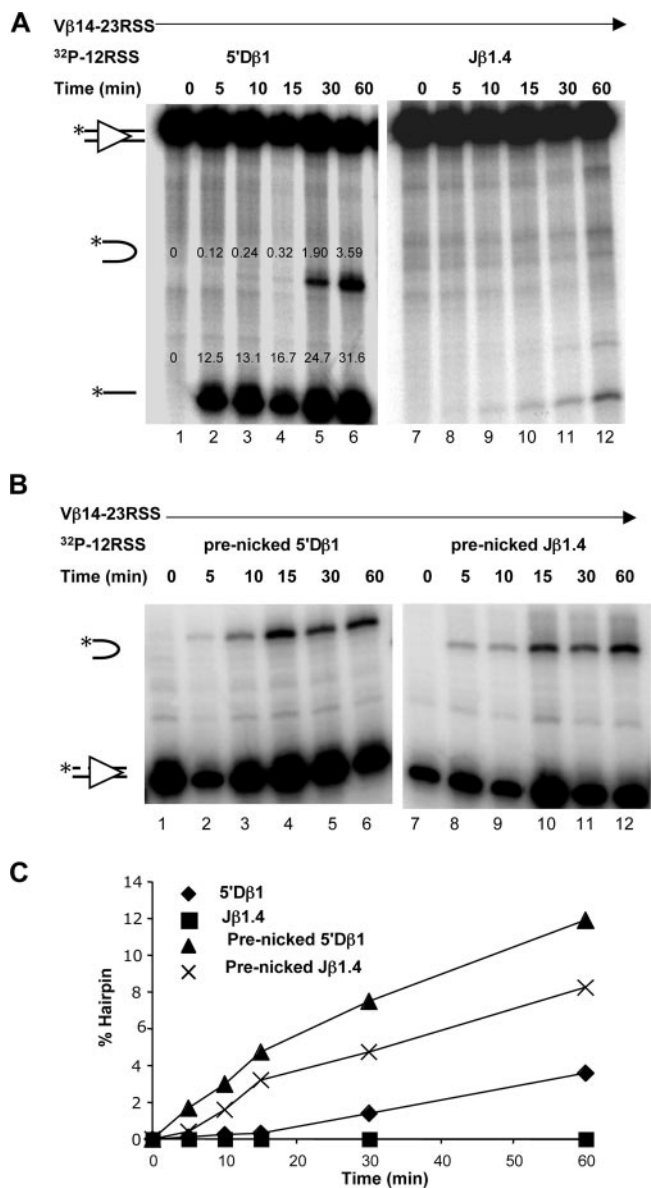 A
Vβ14-23RSS
³²P-12RSS 5'Dβ1 Jβ1.4
Time (min) 0 5 10 15 30 60 0 5 10 15 30 60
*
*
0 0.12 0.24 0.32 1.90 3.59
0 12.5 13.1 16.7 24.7 31.6
*
1 2 3 4 5 6 7 8 9 10 11 12
B
Vβ14-23RSS
³²P-12RSS pre-nicked 5'Dβ1 pre-nicked Jβ1.4
Time (min) 0 5 10 15 30 60 0 5 10 15 30 60
*
*
1 2 3 4 5 6 7 8 9 10 11 12
C
14
12
10
8
6
4
2
0
% Hairpin
5'Dβ1
Jβ1.4
Pre-nicked 5'Dβ1
Pre-nicked Jβ1.4
0 10 20 30 40 50 60
Time (min)